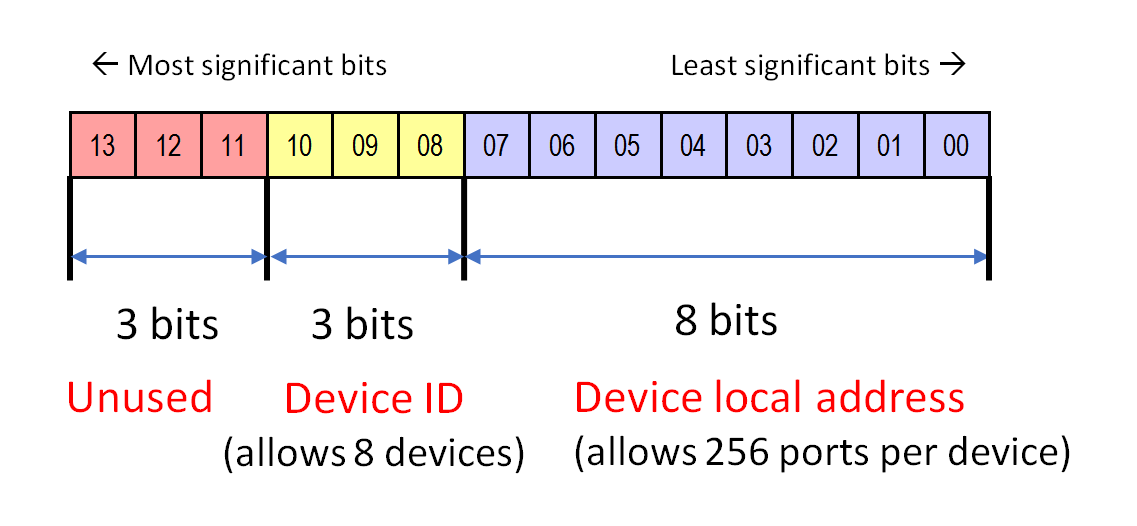 ← Most significant bits Least significant bits →
13 12 11 10 09 08 07 06 05 04 03 02 01 00
3 bits 3 bits 8 bits
Unused Device ID Device local address
(allows 8 devices) (allows 256 ports per device)